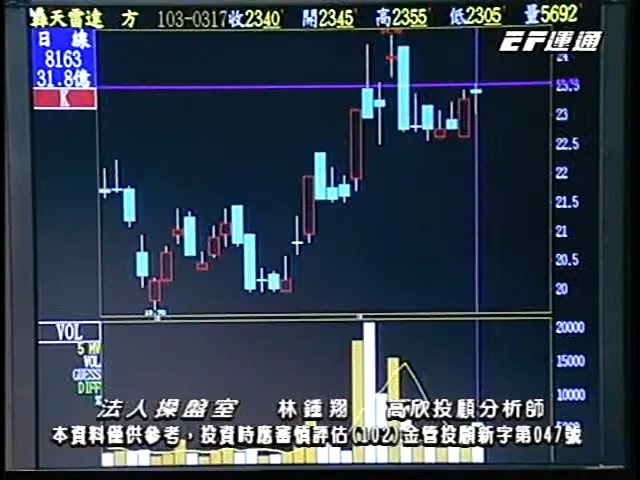 轟天雷達 方 103-0317收2340 開2345 高2355 低2305 量5692
EF運通
日 線
8163
31.8億
K
24
23.3
23
22.5
22
21.5
21
20.5
20
VOL
20000
5 MV
VOL
15000
GUESS
DIFF
10000
法人操盤室 林鍾翔 高欣投顧分析師
本資料僅供參考，投資時應審慎評估(102)金管投顧新字第047號